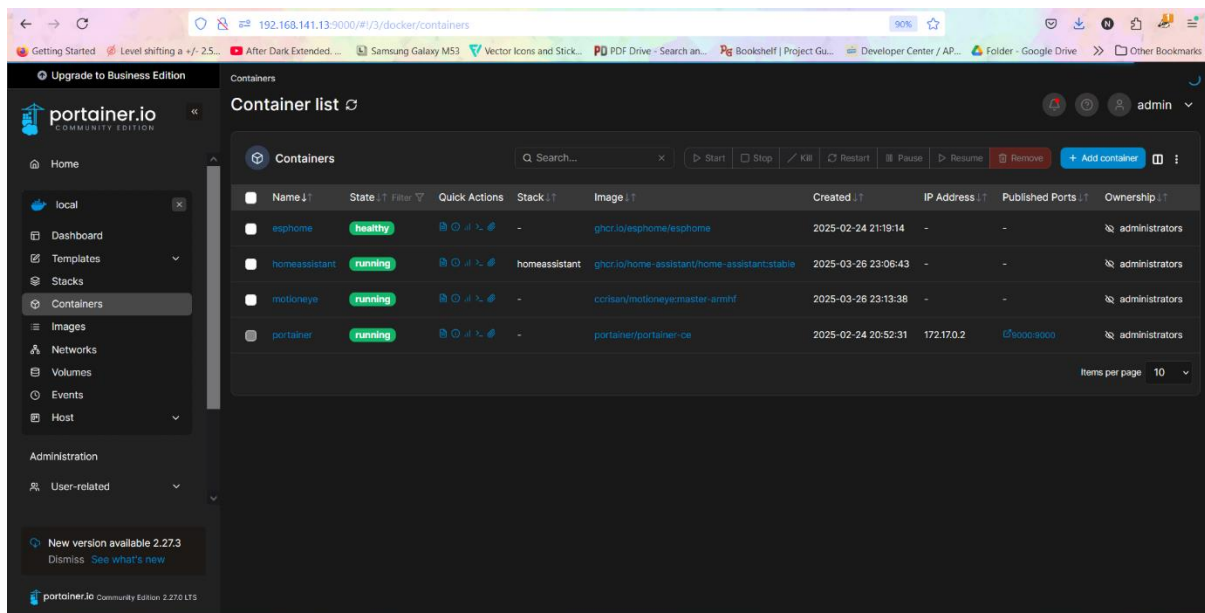 192.168.141.13:9000/#!/3/docker/containers 90%
Getting Started Level shifting a +/- 2.5... After Dark Extended. ... Samsung Galaxy M53 Vector Icons and Stick... PDF Drive - Search an... Bookshelf | Project Gu... Developer Center / AP... Folder - Google Drive Other Bookmarks
Upgrade to Business Edition
portainer.io
COMMUNITY EDITION
Home
local
Dashboard
Templates
Stacks
Containers
Images
Networks
Volumes
Events
Host
Administration
User-related
New version available 2.27.3
Dismiss See what's new
portainer.io Community Edition 2.27.0 LTS
Containers
Container list
admin
Containers Search... Start Stop Kill Restart Pause Resume Remove + Add container
Name State Filter Quick Actions Stack Image Created IP Address Published Ports Ownership
esphome healthy - ghcr.io/esphome/esphome 2025-02-24 21:19:14 - - administrators
homeassistant running homeassistant ghcr.io/home-assistant/home-assistant:stable 2025-03-26 23:06:43 - - administrators
motioneye running - ccrisan/motioneye:master-armhf 2025-03-26 23:13:38 - - administrators
portainer running - portainer/portainer-ce 2025-02-24 20:52:31 172.17.0.2 9000:9000 administrators
Items per page 10